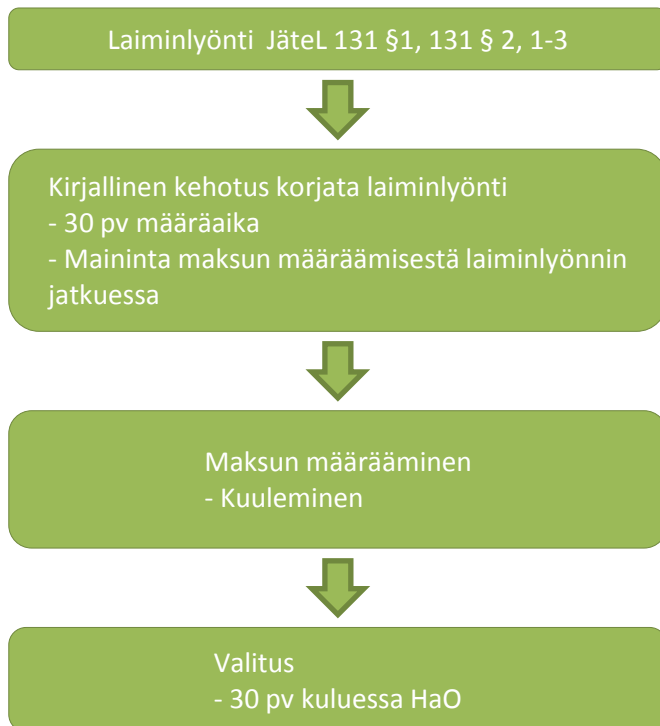 Laiminlyönti JäteL 131 §1, 131 § 2, 1-3
Kirjallinen kehotus korjata laiminlyönti
- 30 pv määräaika
- Maininta maksun määräämisestä laiminlyönnin
jatkuessa
Maksun määrääminen
- Kuuleminen
Valitus
- 30 pv kuluessa HaO